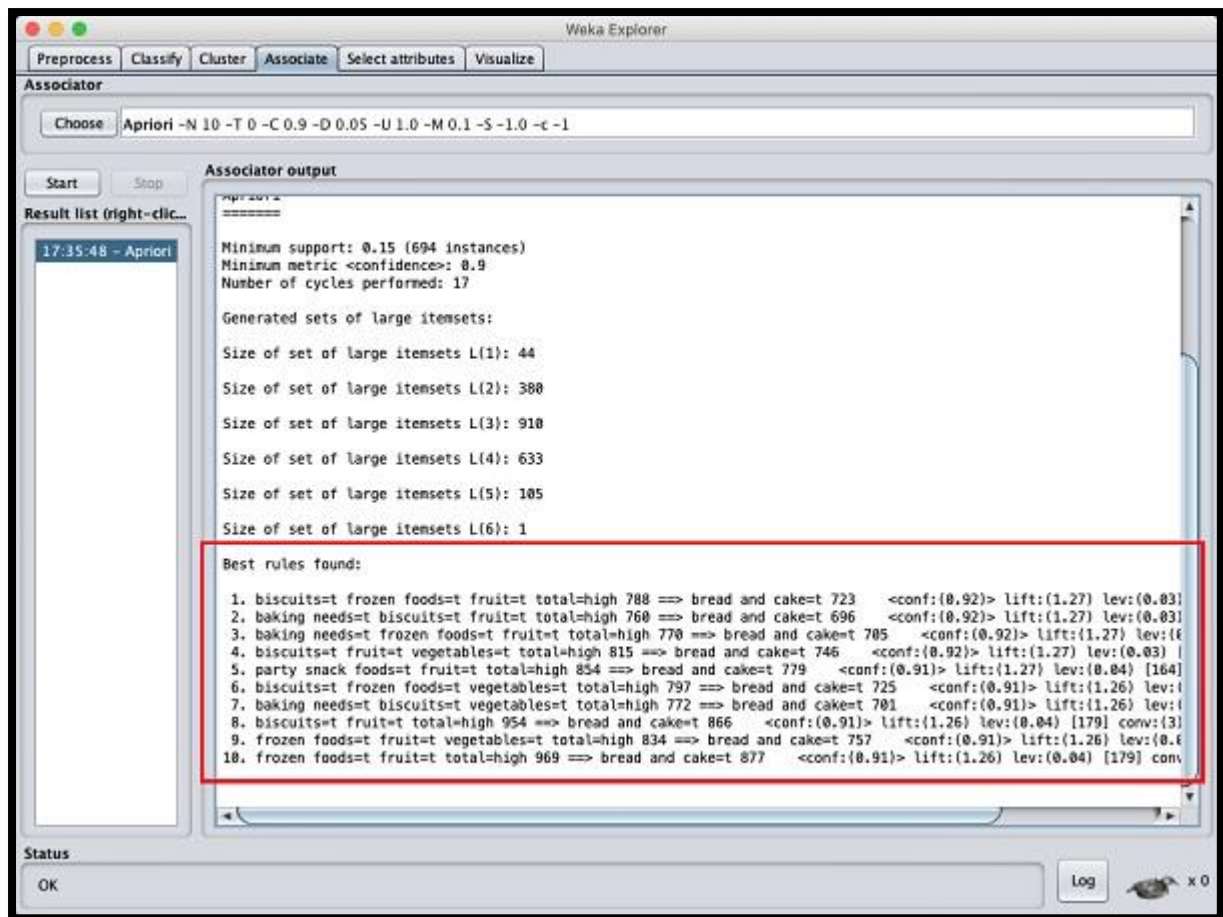 Weka Explorer
Preprocess Classify Cluster Associate Select attributes Visualize
Associator
Choose Apriori -N 10 -T 0 -C 0.9 -D 0.05 -U 1.0 -M 0.1 -S -1.0 -c -1
Start Stop
Associator output
Result list (right-clic...
17:35:48 - Apriori
Apriori
=======
Minimum support: 0.15 (694 instances)
Minimum metric <confidence>: 0.9
Number of cycles performed: 17
Generated sets of large itemsets:
Size of set of large itemsets L(1): 44
Size of set of large itemsets L(2): 380
Size of set of large itemsets L(3): 910
Size of set of large itemsets L(4): 633
Size of set of large itemsets L(5): 105
Size of set of large itemsets L(6): 1
Best rules found:
1. biscuits=t frozen foods=t fruit=t total=high 788 ==> bread and cake=t 723 <conf:(0.92)> lift:(1.27) lev:(0.03)
2. baking needs=t biscuits=t fruit=t total=high 760 ==> bread and cake=t 696 <conf:(0.92)> lift:(1.27) lev:(0.03)
3. baking needs=t frozen foods=t fruit=t total=high 770 ==> bread and cake=t 705 <conf:(0.92)> lift:(1.27) lev:(
4. biscuits=t fruit=t vegetables=t total=high 815 ==> bread and cake=t 746 <conf:(0.92)> lift:(1.27) lev:(0.03) [
5. party snack foods=t fruit=t total=high 854 ==> bread and cake=t 779 <conf:(0.91)> lift:(1.27) lev:(0.04) [164]
6. biscuits=t frozen foods=t vegetables=t total=high 797 ==> bread and cake=t 725 <conf:(0.91)> lift:(1.26) lev:(
7. baking needs=t biscuits=t vegetables=t total=high 772 ==> bread and cake=t 701 <conf:(0.91)> lift:(1.26) lev:(
8. biscuits=t fruit=t total=high 954 ==> bread and cake=t 866 <conf:(0.91)> lift:(1.26) lev:(0.04) [179] conv:(3)
9. frozen foods=t fruit=t vegetables=t total=high 834 ==> bread and cake=t 757 <conf:(0.91)> lift:(1.26) lev:(0.
10. frozen foods=t fruit=t total=high 969 ==> bread and cake=t 877 <conf:(0.91)> lift:(1.26) lev:(0.04) [179] conv
Status
OK
Log
x 0